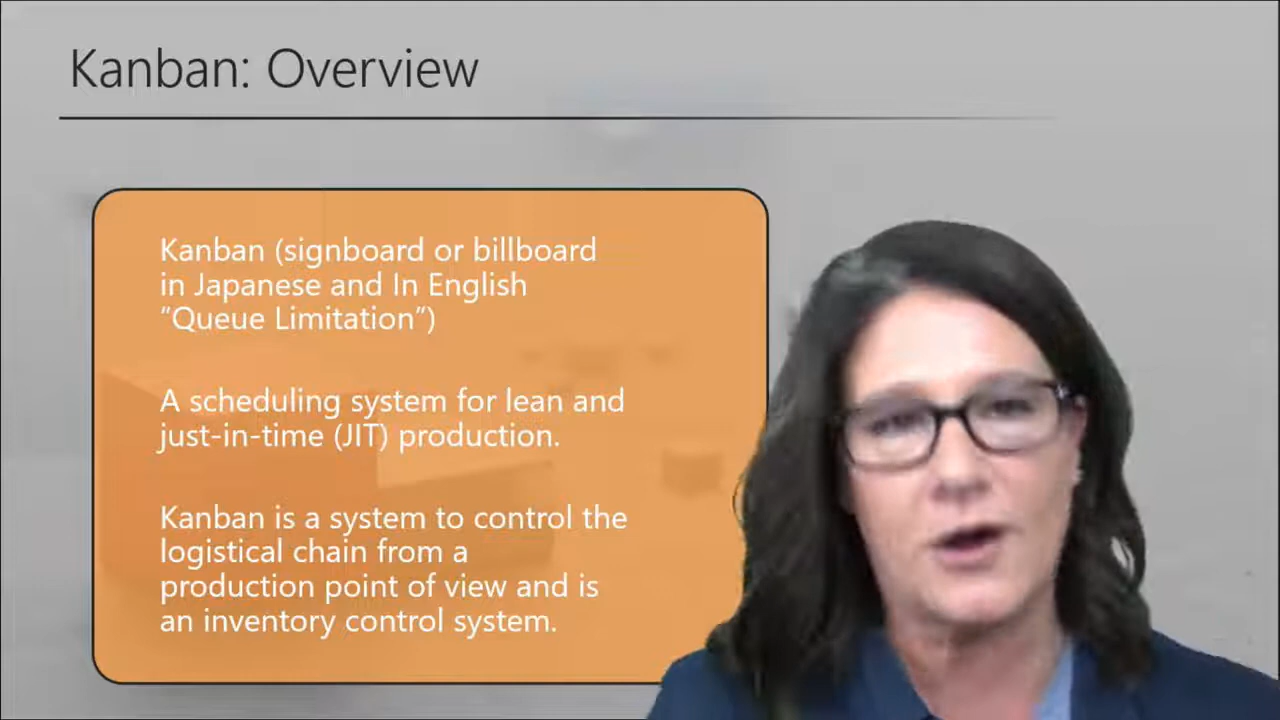 Kanban: Overview
Kanban (signboard or billboard
in Japanese and In English
“Queue Limitation”)
A scheduling system for lean and
just-in-time (JIT) production.
Kanban is a system to control the
logistical chain from a
production point of view and is
an inventory control system.